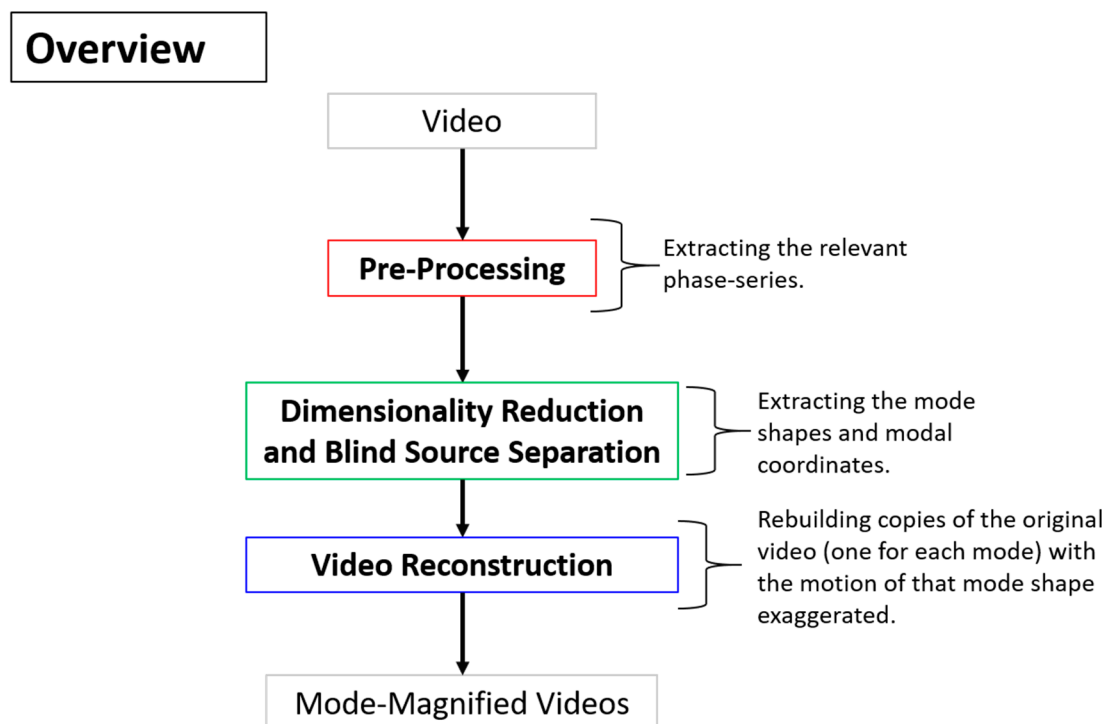 Overview
Video
Pre-Processing
Extracting the relevant
phase-series.
Dimensionality Reduction
and Blind Source Separation
Extracting the mode
shapes and modal
coordinates.
Video Reconstruction
Rebuilding copies of the original
video (one for each mode) with
the motion of that mode shape
exaggerated.
Mode-Magnified Videos